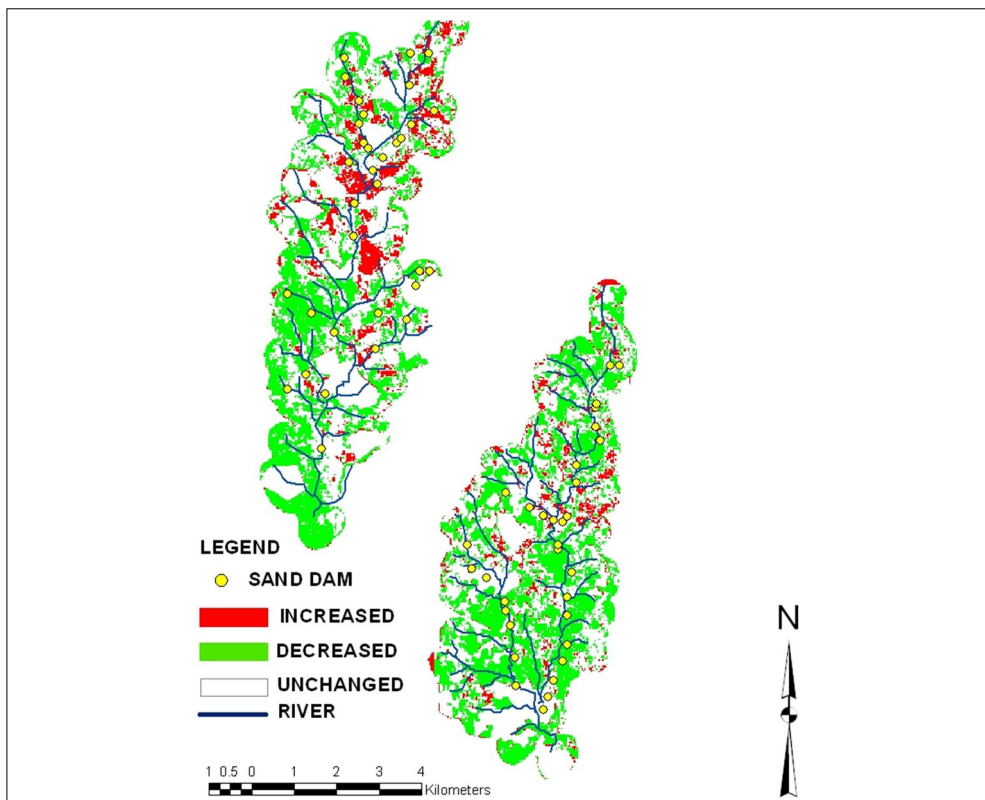 LEGEND
SAND DAM
INCREASED
DECREASED
UNCHANGED
RIVER
N
1 0.5 0 1 2 3 4
Kilometers